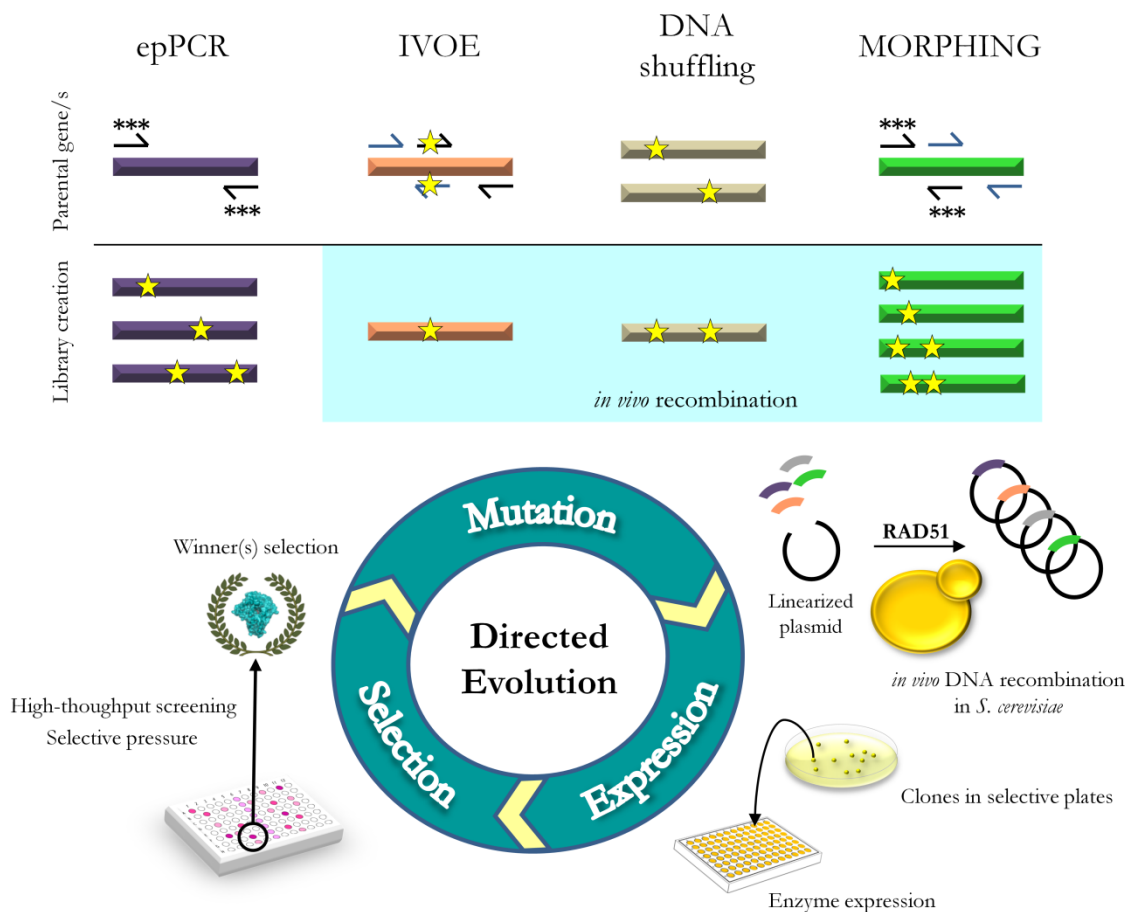 epPCR
IVOE
DNA
shuffling
MORPHING
Parental gene/s
***
***
***
***
Library creation
in vivo recombination
Mutation
Expression
Selection
Directed
Evolution
Winner(s) selection
High-thoughput screening
Selective pressure
RAD51
Linearized
plasmid
in vivo DNA recombination
in S. cerevisiae
Clones in selective plates
Enzyme expression